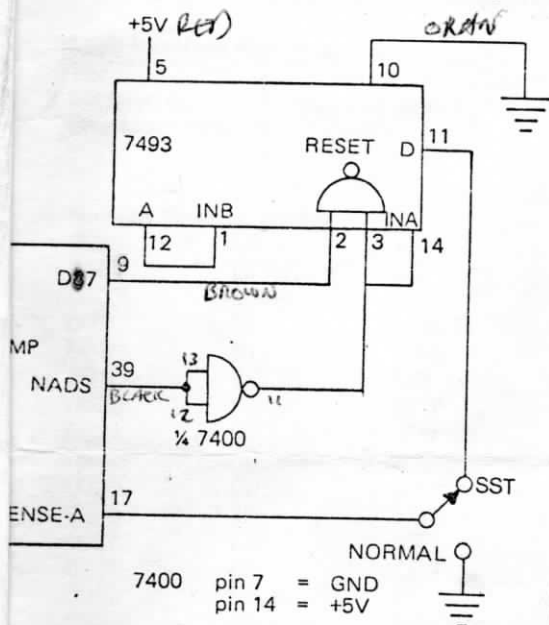 +5V RED ORAN
5 10
7493 RESET D 11
A INB INA
12 1 2 3 14
9
D87 BROWN
MP
39 13
NADS BLACK 11
12
¼ 7400
17 SST
ENSE-A
NORMAL
7400 pin 7 = GND
pin 14 = +5V